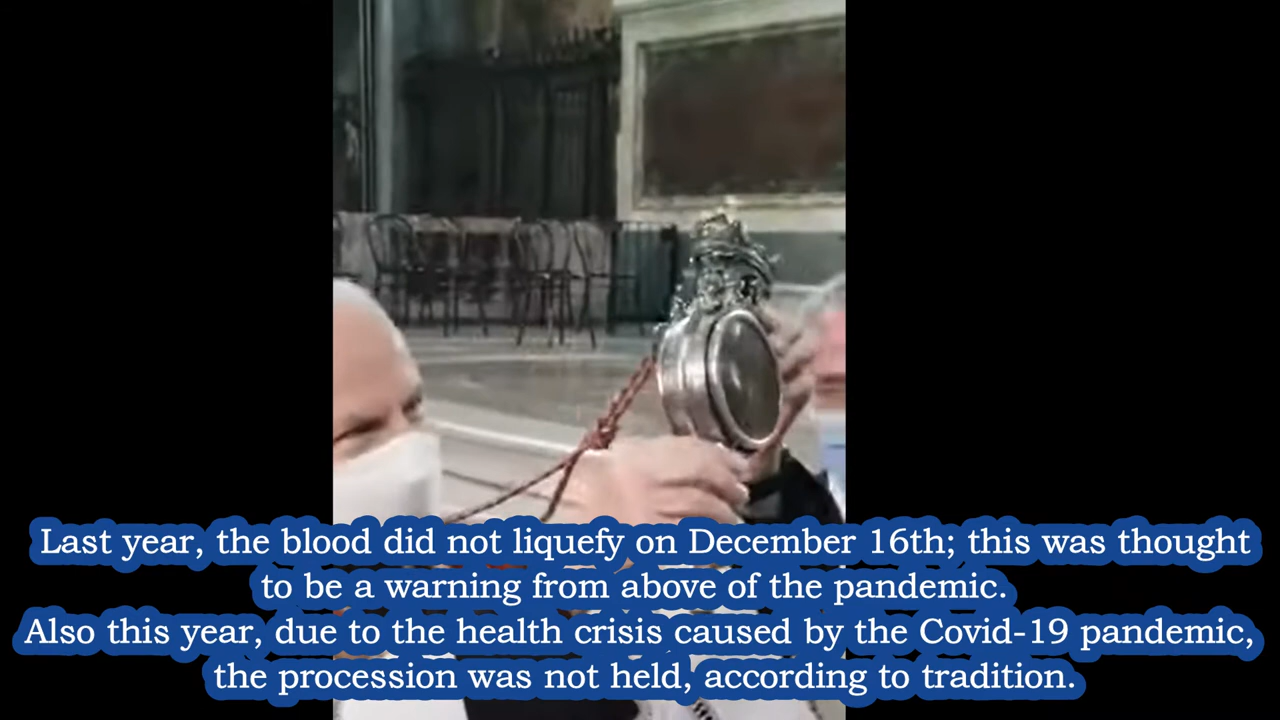 Last year, the blood did not liquefy on December 16th; this was thought
to be a warning from above of the pandemic.
Also this year, due to the health crisis caused by the Covid-19 pandemic,
the procession was not held, according to tradition.